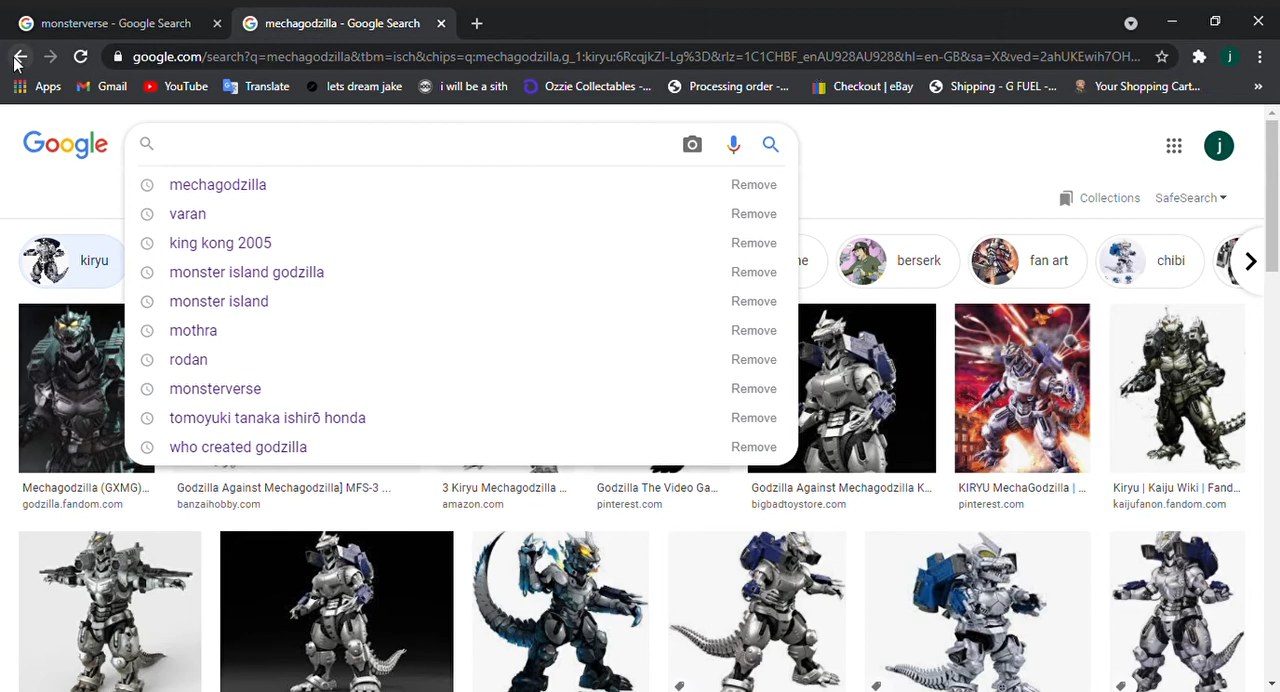 monsterverse - Google Search
mechagodzilla - Google Search
google.com/search?q=mechagodzilla&tbm=isch&chips=q:mechagodzilla,g_1:kiryu:6RcqjkZI-Lg%3D&rlz=1C1CHBF_enAU928AU928&hl=en-GB&sa=X&ved=2ahUKEwih7OH...
j
Apps
Gmail
YouTube
Translate
lets dream jake
i will be a sith
Ozzie Collectables -...
Processing order -...
Checkout | eBay
Shipping - G FUEL -...
Your Shopping Cart...
»
Google
j
Collections
SafeSearch
mechagodzilla Remove
varan Remove
king kong 2005 Remove
monster island godzilla Remove
monster island Remove
mothra Remove
rodan Remove
monsterverse Remove
tomoyuki tanaka ishirō honda Remove
who created godzilla Remove
kiryu
ne
berserk
fan art
chibi
Mechagodzilla (GXMG)...
godzilla.fandom.com
Godzilla Against Mechagodzilla] MFS-3 ...
banzaihobby.com
3 Kiryu Mechagodzilla ...
amazon.com
Godzilla The Video Ga...
pinterest.com
Godzilla Against Mechagodzilla K...
bigbadtoystore.com
KIRYU MechaGodzilla | ...
pinterest.com
Kiryu | Kaiju Wiki | Fand...
kaijufanon.fandom.com